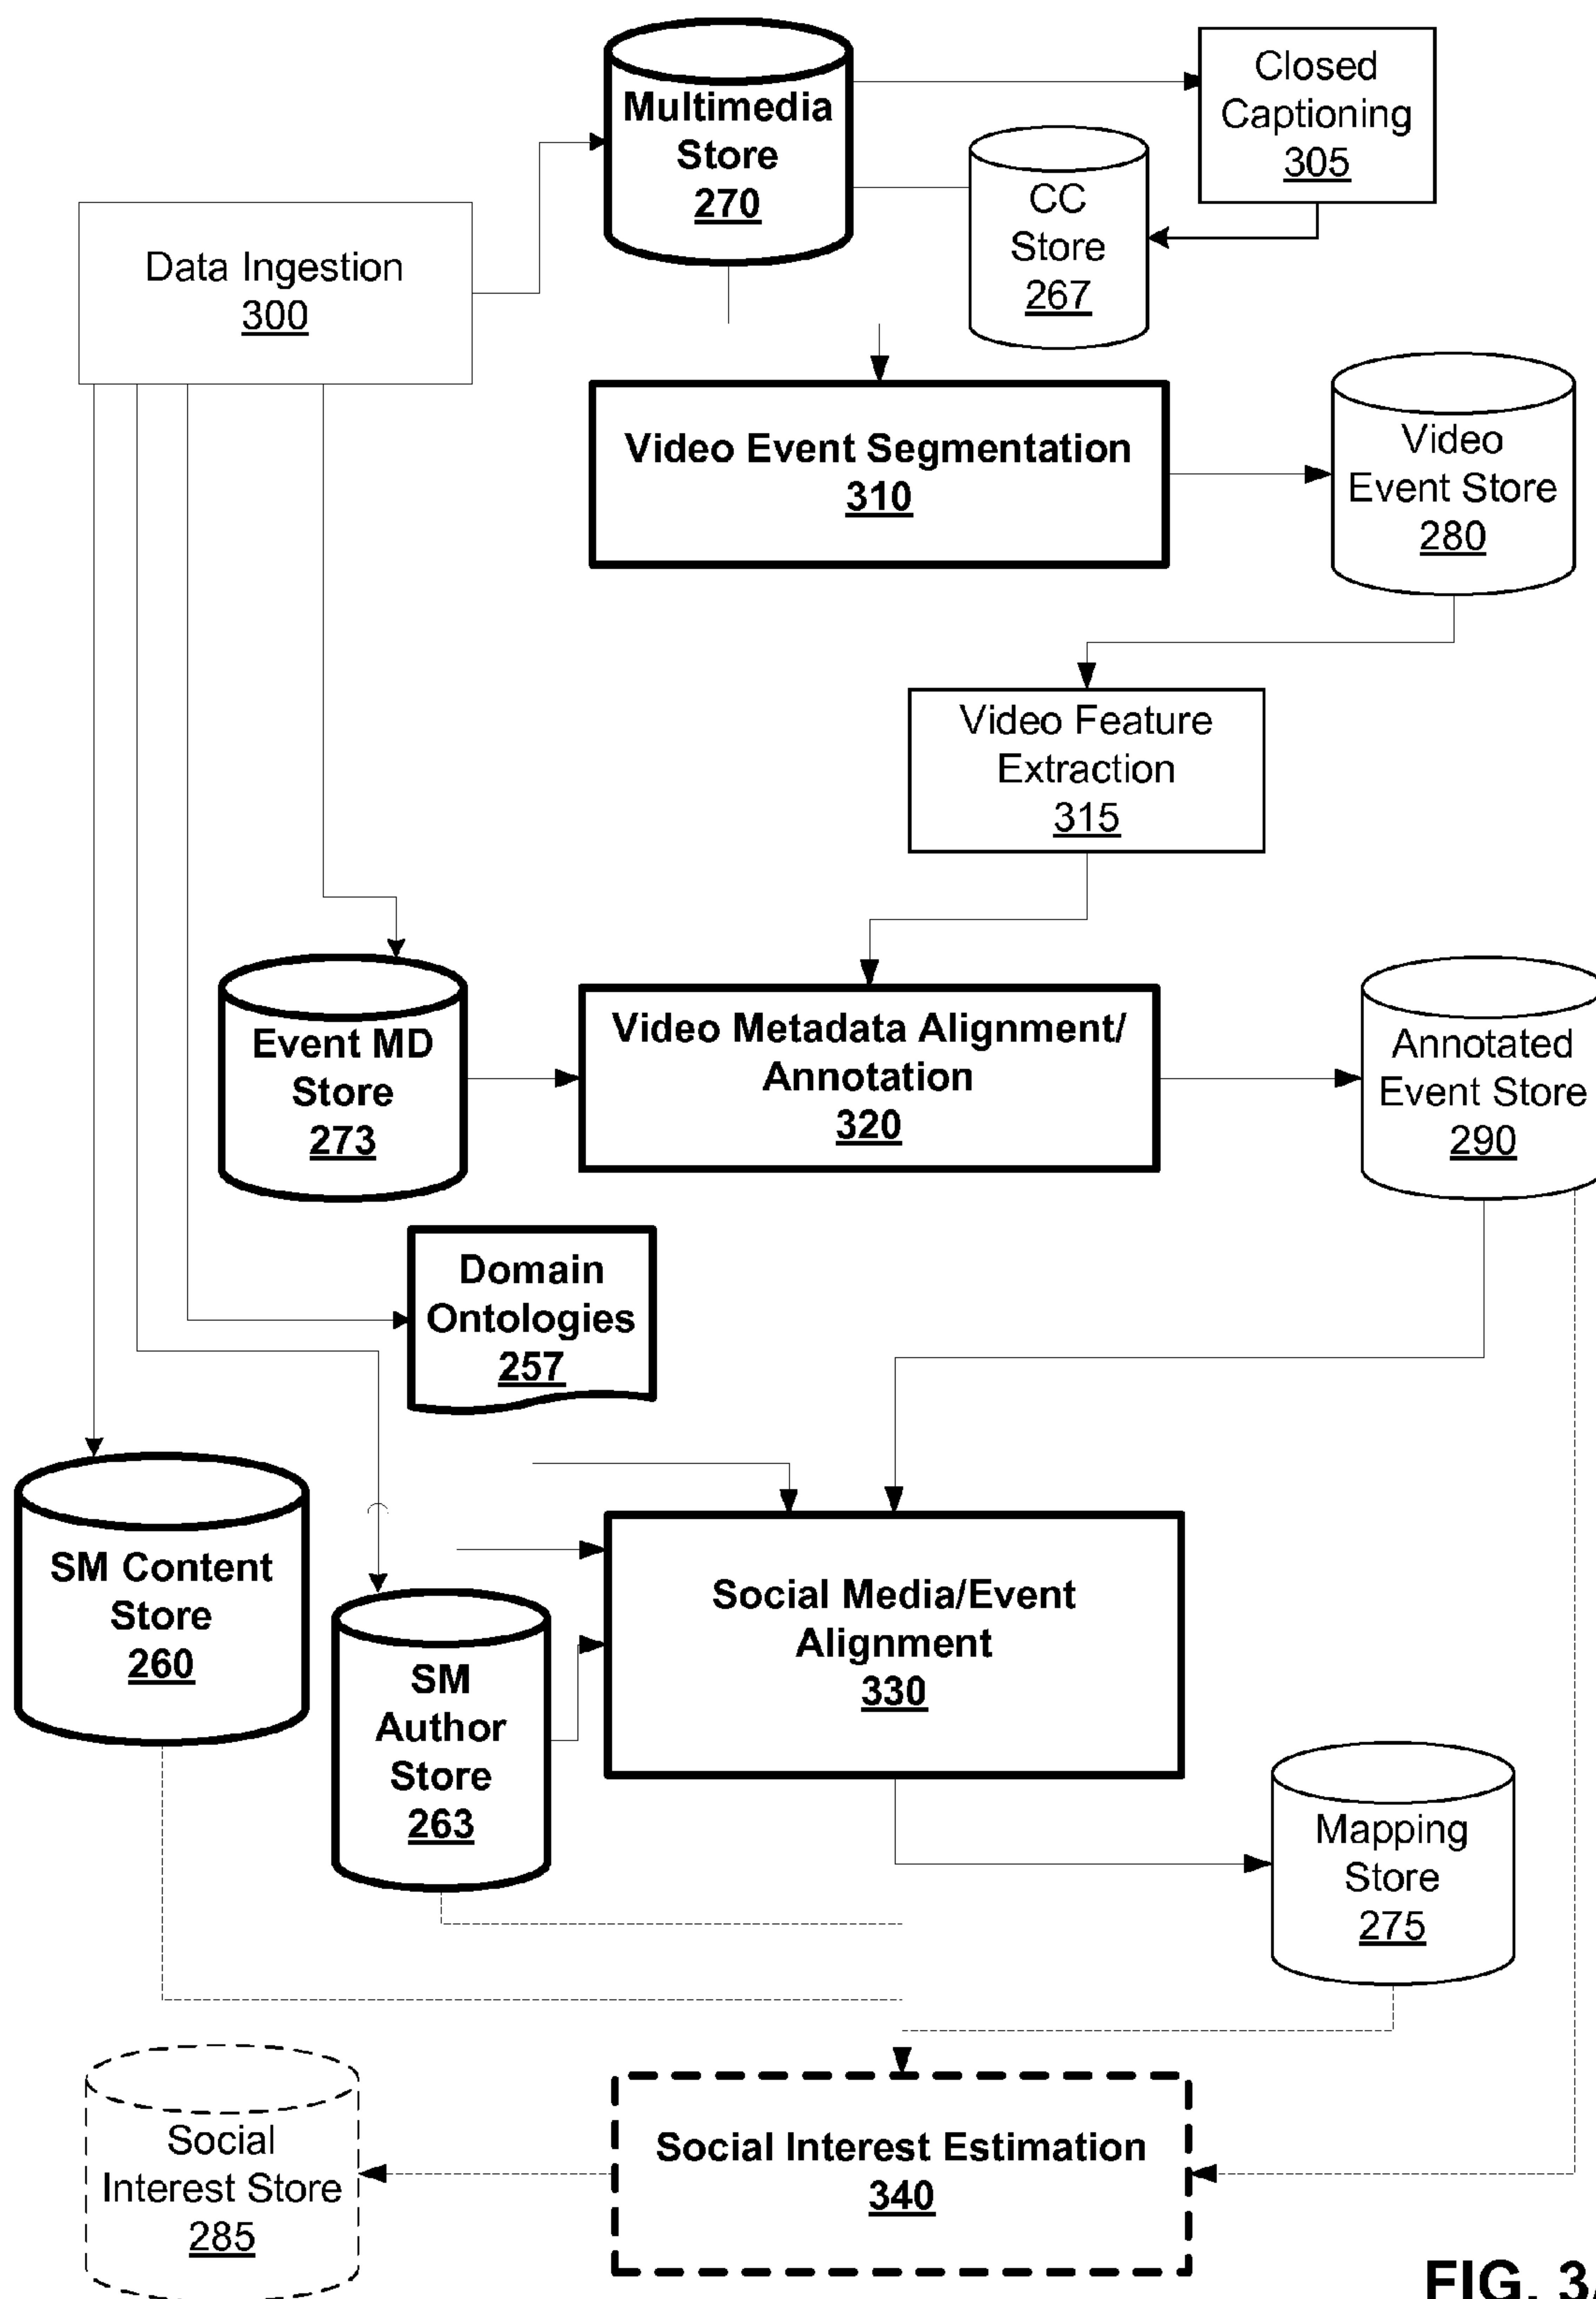 Multimedia
Store
270
Closed
Captioning
305
CC
Store
267
Data Ingestion
300
Video Event Segmentation
310
Video
Event Store
280
Video Feature
Extraction
315
Event MD
Store
273
Video Metadata Alignment/
Annotation
320
Annotated
Event Store
290
Domain
Ontologies
257
SM Content
Store
260
SM
Author
Store
263
Social Media/Event
Alignment
330
Mapping
Store
275
Social
Interest Store
285
Social Interest Estimation
340
FIG. 3